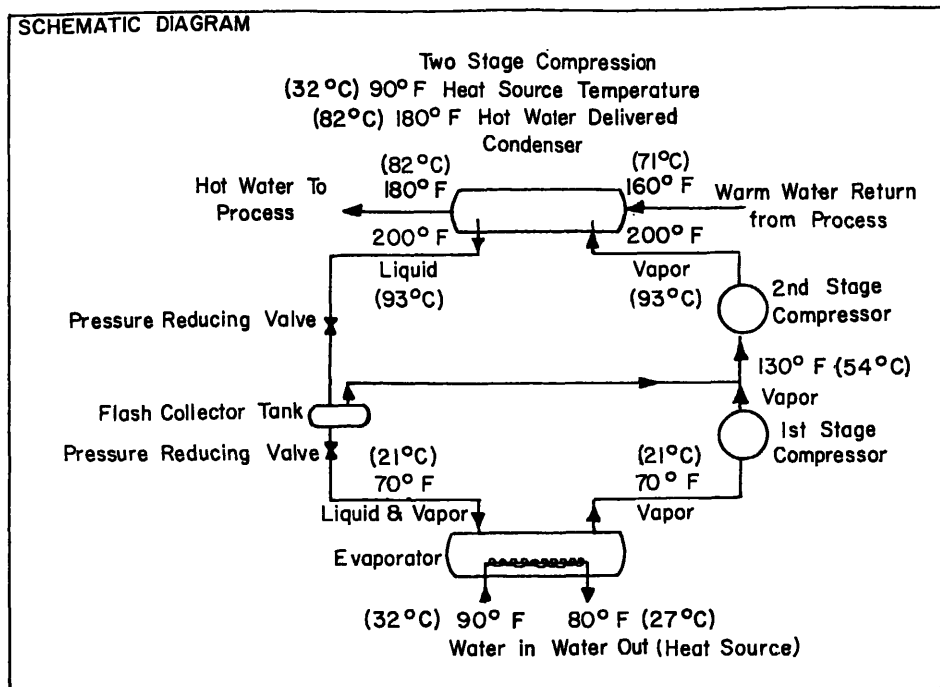 SCHEMATIC DIAGRAM
Two Stage Compression
(32°C) 90° F Heat Source Temperature
(82°C) 180° F Hot Water Delivered
Condenser
(82°C)
180° F
(71°C)
160° F
Hot Water To
Process
Warm Water Return
from Process
200° F
Liquid
(93°C)
200° F
Vapor
(93°C)
2nd Stage
Compressor
Pressure Reducing Valve
130° F (54°C)
Vapor
Flash Collector Tank
1st Stage
Compressor
Pressure Reducing Valve
(21°C)
70° F
Liquid & Vapor
(21°C)
70° F
Vapor
Evaporator
(32°C) 90° F
80° F (27°C)
Water in Water Out (Heat Source)